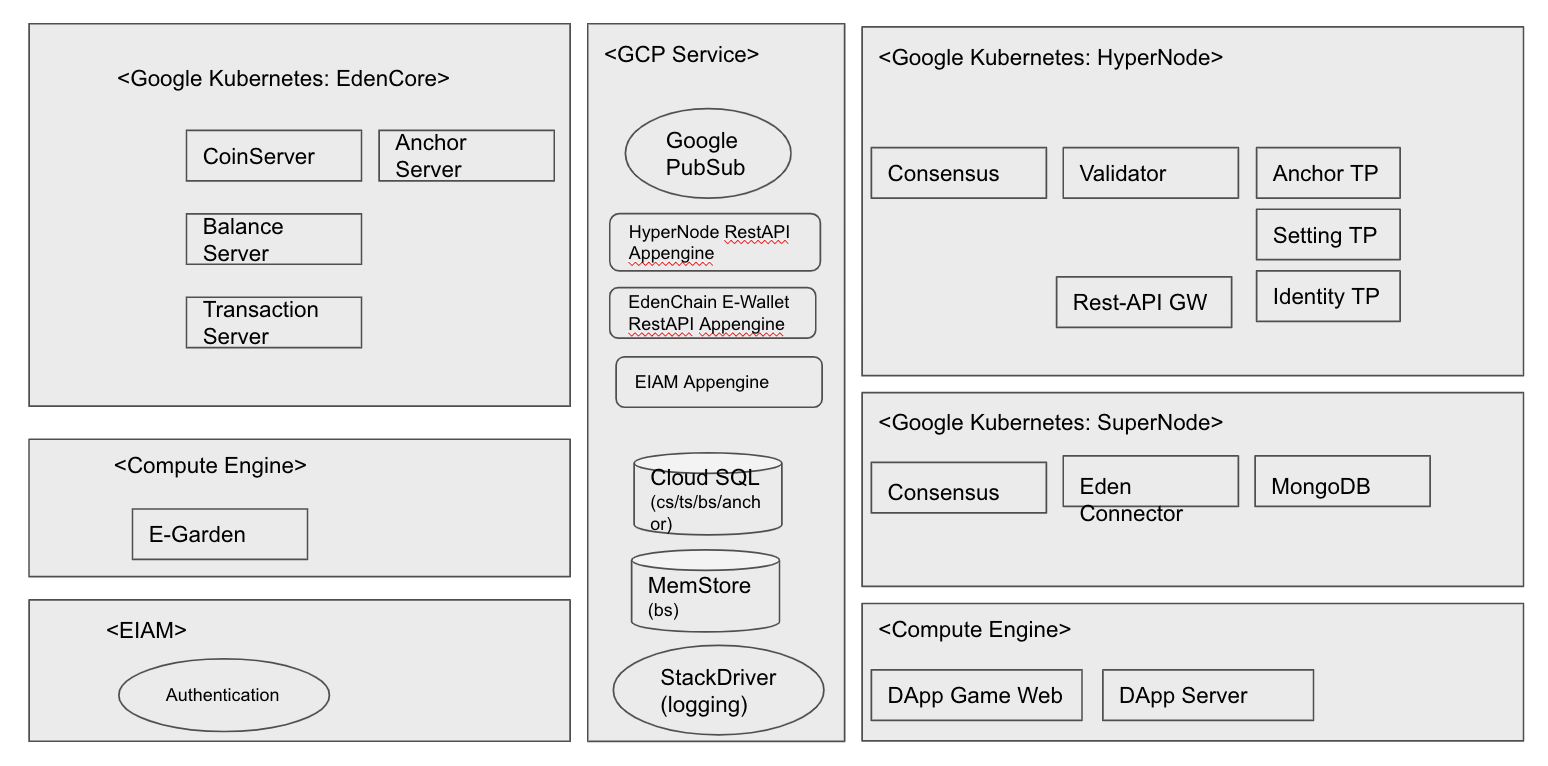 <Google Kubernetes: EdenCore>
CoinServer
Anchor
Server
Balance
Server
Transaction
Server
<Compute Engine>
E-Garden
<EIAM>
Authentication
<GCP Service>
Google
PubSub
HyperNode RestAPI
Appengine
EdenChain E-Wallet
RestAPI Appengine
EIAM Appengine
Cloud SQL
(cs/ts/bs/anch
or)
MemStore
(bs)
StackDriver
(logging)
<Google Kubernetes: HyperNode>
Consensus
Validator
Anchor TP
Setting TP
Rest-API GW
Identity TP
<Google Kubernetes: SuperNode>
Consensus
Eden
Connector
MongoDB
<Compute Engine>
DApp Game Web
DApp Server